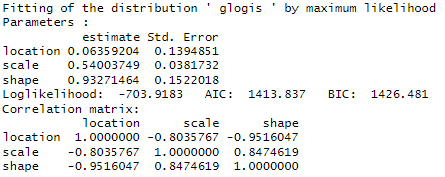 Fitting of the distribution ' glogis ' by maximum likelihood
Parameters :
estimate Std. Error
location 0.06359204 0.1394851
scale 0.54003749 0.0381732
shape 0.93271464 0.1522018
Loglikelihood: -703.9183 AIC: 1413.837 BIC: 1426.481
Correlation matrix:
location scale shape
location 1.0000000 -0.8035767 -0.9516047
scale -0.8035767 1.0000000 0.8474619
shape -0.9516047 0.8474619 1.0000000